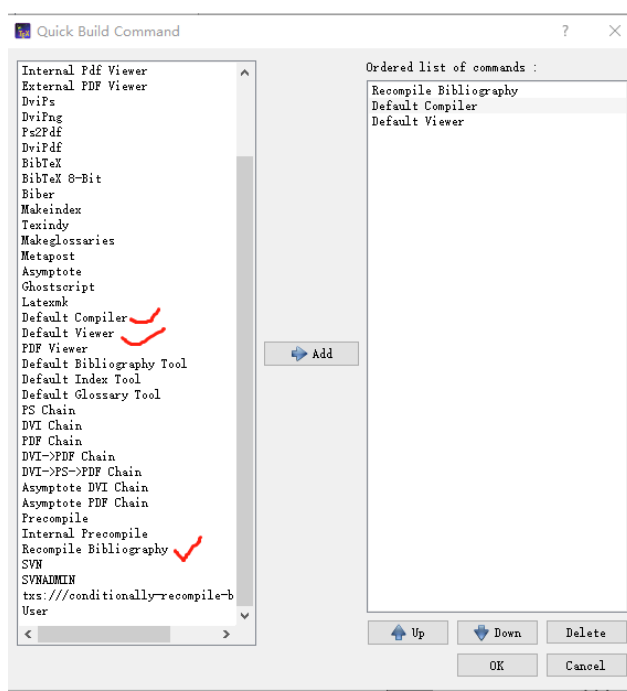 Quick Build Command
Internal Pdf Viewer
External PDF Viewer
DviPs
DviPng
Ps2Pdf
DviPdf
BibTeX
BibTeX 8-Bit
Biber
Makeindex
Texindy
Makeglossaries
Metapost
Asymptote
Ghostscript
Latexmk
Default Compiler
Default Viewer
PDF Viewer
Default Bibliography Tool
Default Index Tool
Default Glossary Tool
PS Chain
DVI Chain
PDF Chain
DVI->PDF Chain
DVI->PS->PDF Chain
Asymptote DVI Chain
Asymptote PDF Chain
Precompile
Internal Precompile
Recompile Bibliography
SVN
SVNADMIN
txs:///conditionally-recompile-b
User
Add
Ordered list of commands :
Recompile Bibliography
Default Compiler
Default Viewer
Up
Down
Delete
OK
Cancel